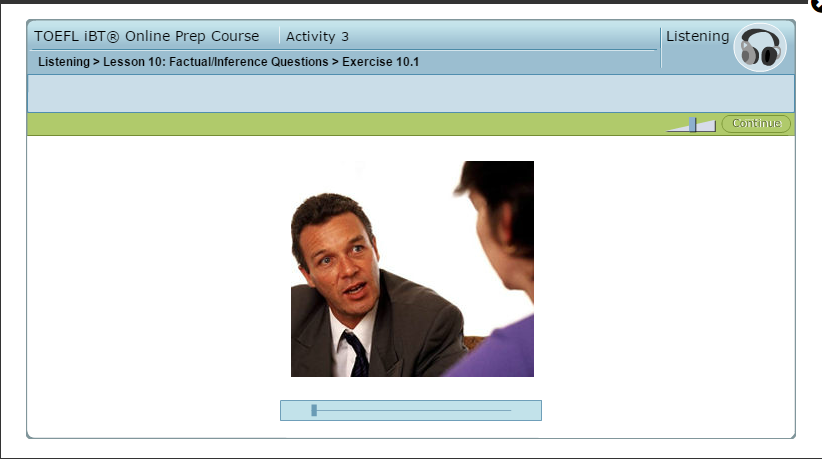 TOEFL iBT® Online Prep Course Activity 3 Listening
Listening > Lesson 10: Factual/Inference Questions > Exercise 10.1
Continue